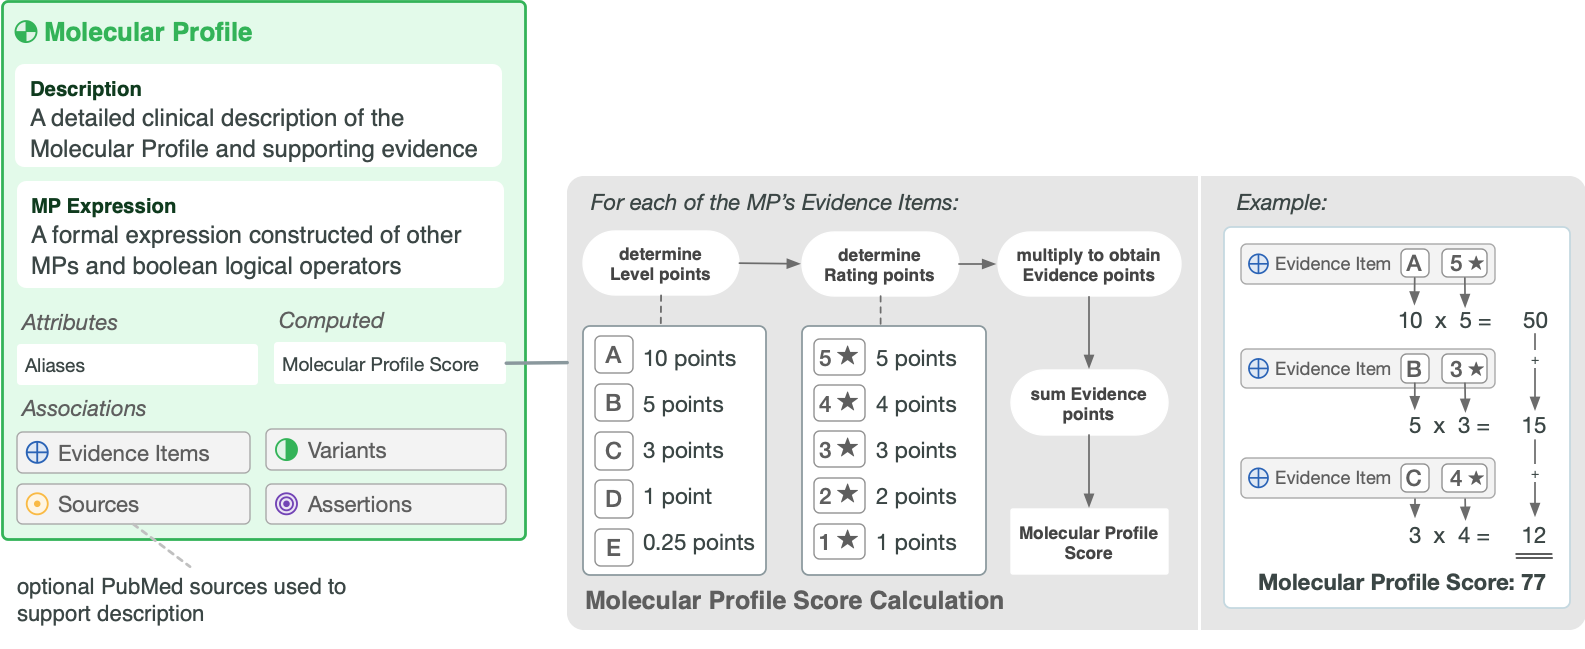 Molecular Profile
Description
A detailed clinical description of the
Molecular Profile and supporting evidence
MP Expression
A formal expression constructed of other
MPs and boolean logical operators
Attributes
Aliases
Computed
Molecular Profile Score
Associations
Evidence Items
Variants
Sources
Assertions
optional PubMed sources used to
support description
For each of the MP’s Evidence Items:
determine
Level points
determine
Rating points
multiply to obtain
Evidence points
A 10 points
B 5 points
C 3 points
D 1 point
E 0.25 points
5 ★ 5 points
4 ★ 4 points
3 ★ 3 points
2 ★ 2 points
1 ★ 1 points
sum Evidence
points
Molecular Profile
Score
Molecular Profile Score Calculation
Example:
Evidence Item A 5 ★
10 x 5 = 50
+
Evidence Item B 3 ★
5 x 3 = 15
+
Evidence Item C 4 ★
3 x 4 = 12
Molecular Profile Score: 77